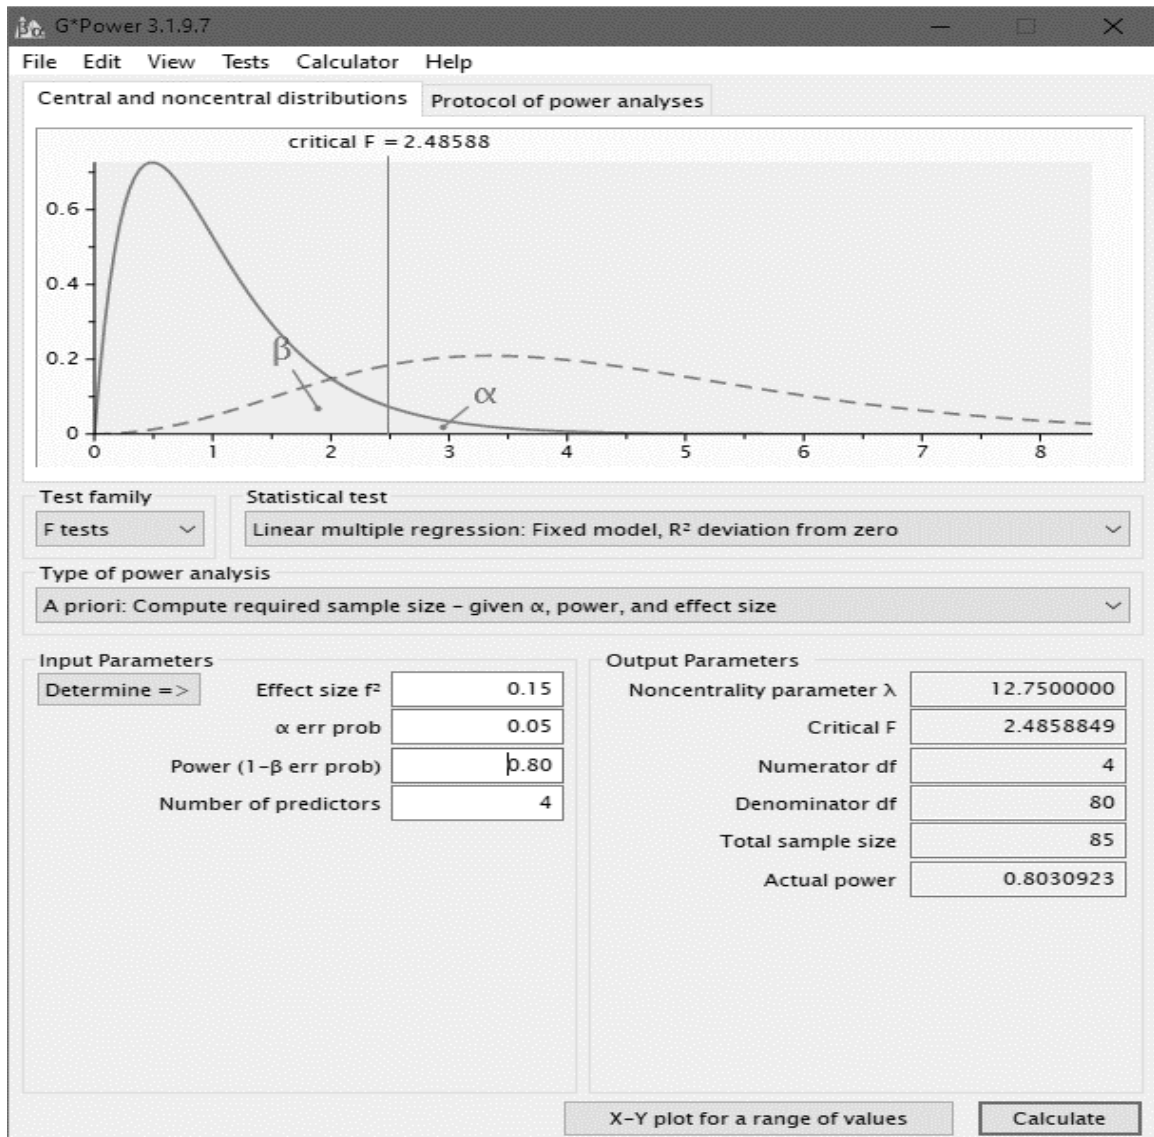 βα G*Power 3.1.9.7
File Edit View Tests Calculator Help
Central and noncentral distributions Protocol of power analyses
critical F = 2.48588
0.6
0.4
0.2
0
β
α
0 1 2 3 4 5 6 7 8
Test family Statistical test
F tests Linear multiple regression: Fixed model, R² deviation from zero
Type of power analysis
A priori: Compute required sample size – given α, power, and effect size
Input Parameters Output Parameters
Determine => Effect size f² 0.15 Noncentrality parameter λ 12.7500000
α err prob 0.05 Critical F 2.4858849
Power (1-β err prob) 0.80 Numerator df 4
Number of predictors 4 Denominator df 80
Total sample size 85
Actual power 0.8030923
X-Y plot for a range of values Calculate